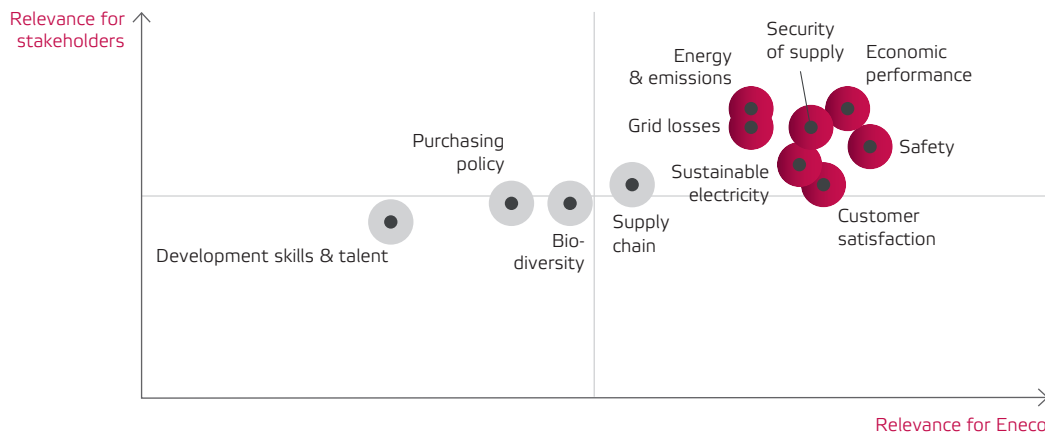 Relevance for
stakeholders
Security
of supply
Energy
& emissions
Economic
performance
Grid losses
Safety
Purchasing
policy
Sustainable
electricity
Supply
chain
Customer
satisfaction
Bio-
diversity
Development skills & talent
Relevance for Eneco